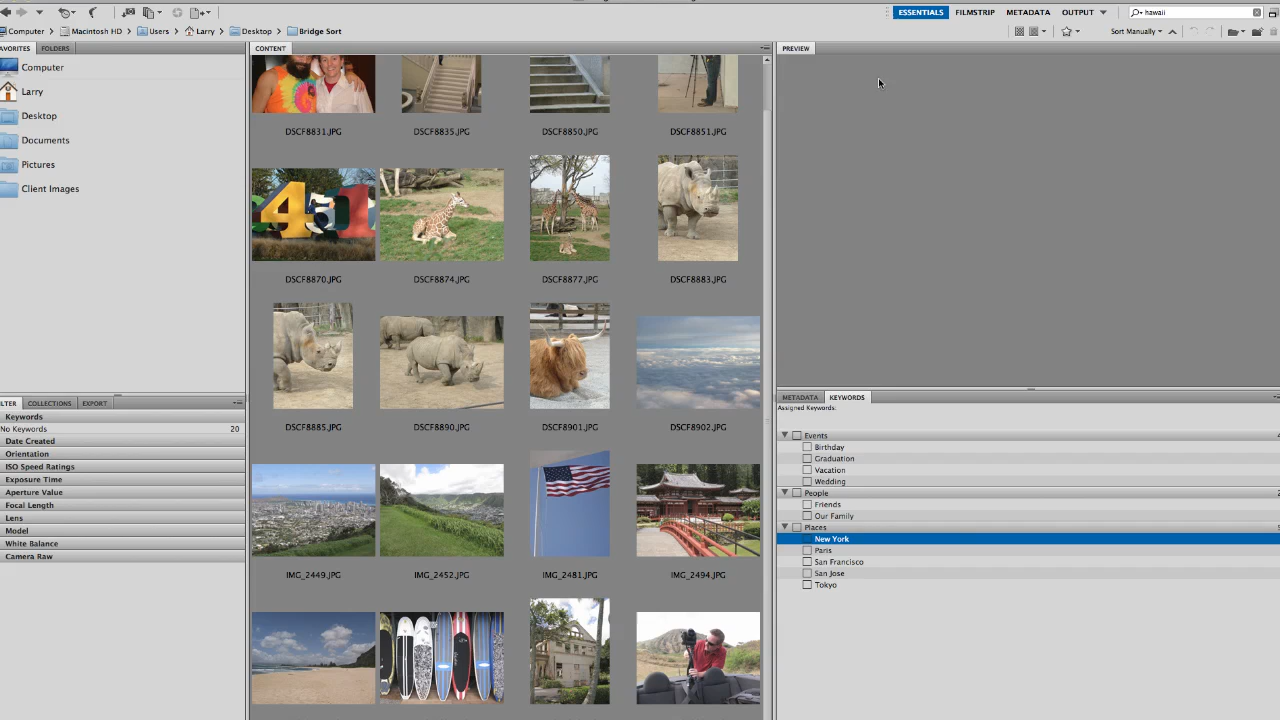 ESSENTIALS FILMSTRIP METADATA OUTPUT hawaii
Computer Macintosh HD Users Larry Desktop Bridge Sort Sort Manually
AVORITES FOLDERS
Computer
Larry
Desktop
Documents
Pictures
Client Images
CONTENT
DSCF8831.JPG DSCF8835.JPG DSCF8850.JPG DSCF8851.JPG
DSCF8870.JPG DSCF8874.JPG DSCF8877.JPG DSCF8883.JPG
DSCF8885.JPG DSCF8890.JPG DSCF8901.JPG DSCF8902.JPG
IMG_2449.JPG IMG_2452.JPG IMG_2481.JPG IMG_2494.JPG
PREVIEW
LTER COLLECTIONS EXPORT
Keywords
No Keywords 20
Date Created
Orientation
ISO Speed Ratings
Exposure Time
Aperture Value
Focal Length
Lens
Model
White Balance
Camera Raw
METADATA KEYWORDS
Assigned Keywords:
Events
Birthday
Graduation
Vacation
Wedding
People
Friends
Our Family
Places
New York
Paris
San Francisco
San Jose
Tokyo